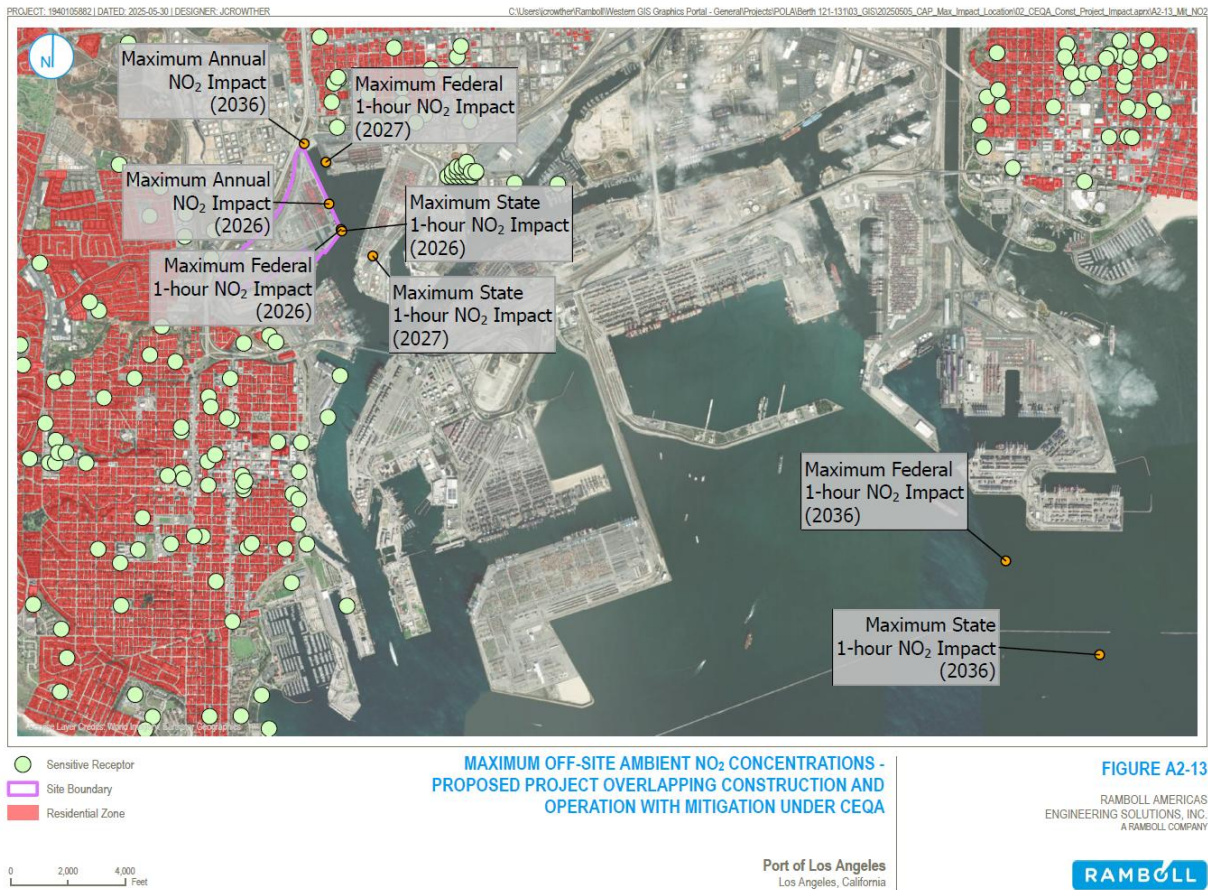 PROJECT: 1940105882 | DATED: 2025-05-30 | DESIGNER: JCROWTHER
C:\Users\jcrowther\Ramboll\Western GIS Graphics Portal - General\Projects\POLA\Berth 121-131\03_GIS\20250505_CAP_Max_Impact_Location\02_CEQA_Const_Project_Impact.aprx\A2-13_Mit_NO2
N
Maximum Annual
NO₂ Impact
(2036)
Maximum Federal
1-hour NO₂ Impact
(2027)
Maximum Annual
NO₂ Impact
(2026)
Maximum State
1-hour NO₂ Impact
(2026)
Maximum Federal
1-hour NO₂ Impact
(2026)
Maximum State
1-hour NO₂ Impact
(2027)
Maximum Federal
1-hour NO₂ Impact
(2036)
Maximum State
1-hour NO₂ Impact
(2036)
Layer Credits: World
Sensitive Receptor
Site Boundary
Residential Zone
0 2,000 4,000
Feet
MAXIMUM OFF-SITE AMBIENT NO₂ CONCENTRATIONS -
PROPOSED PROJECT OVERLAPPING CONSTRUCTION AND
OPERATION WITH MITIGATION UNDER CEQA
Port of Los Angeles
Los Angeles, California
FIGURE A2-13
RAMBOLL AMERICAS
ENGINEERING SOLUTIONS, INC.
A RAMBOLL COMPANY
RAMBOLL